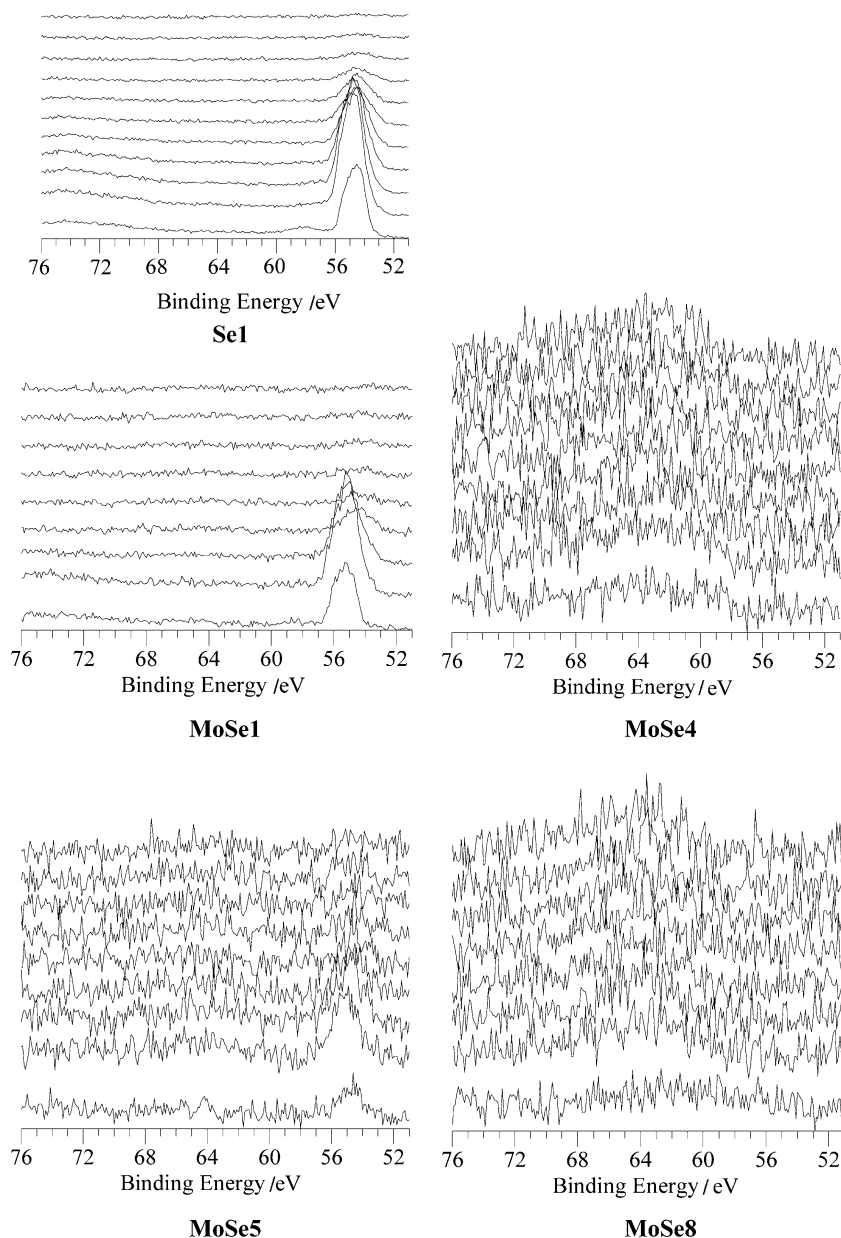 76 72 68 64 60 56 52
Binding Energy /eV
Se1
76 72 68 64 60 56 52
Binding Energy /eV
MoSe1
76 72 68 64 60 56 52
Binding Energy / eV
MoSe4
76 72 68 64 60 56 52
Binding Energy / eV
MoSe5
76 72 68 64 60 56 52
Binding Energy / eV
MoSe8